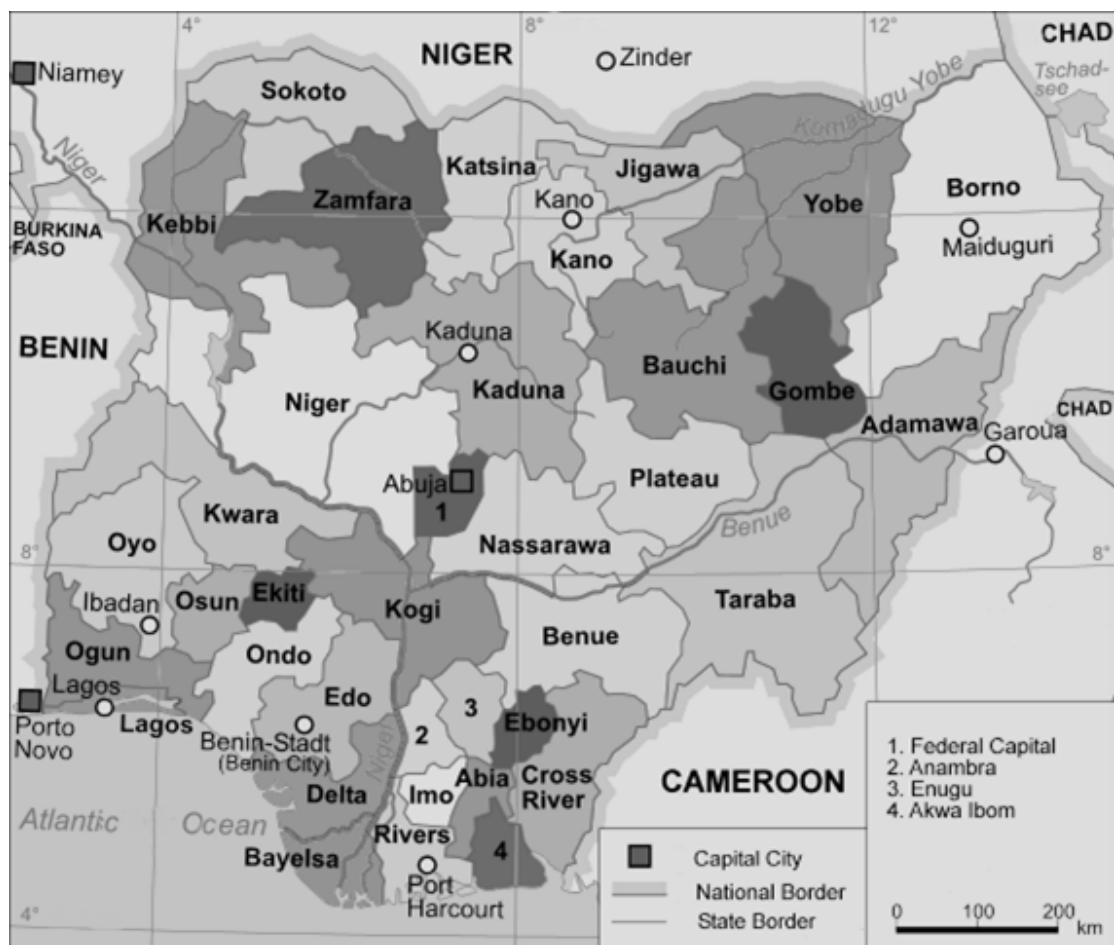 4°
8°
12°
NIGER
CHAD
Niamey
Zinder
Tschad-
see
Sokoto
Komadugu Yobe
Niger
Katsina
Jigawa
Zamfara
Kano
Yobe
Borno
Kebbi
BURKINA
FASO
Kano
Maiduguri
BENIN
Kaduna
Bauchi
Niger
Kaduna
Gombe
Adamawa
CHAD
Garoua
Abuja
1
Plateau
Kwara
Benue
Oyo
Nassarawa
8°
8°
Ibadan
Osun
Ekiti
Kogi
Taraba
Benue
Ogun
Ondo
Lagos
Edo
3
Ebonyi
Porto
Novo
Lagos
Benin-Stadt
(Benin City)
Niger
2
Abia
Cross
River
CAMEROON
Delta
Imo
Atlantic Ocean
Rivers
Bayelsa
4
Port
Harcourt
4°
1. Federal Capital
2. Anambra
3. Enugu
4. Akwa Ibom
Capital City
National Border
State Border
0 100 200
km